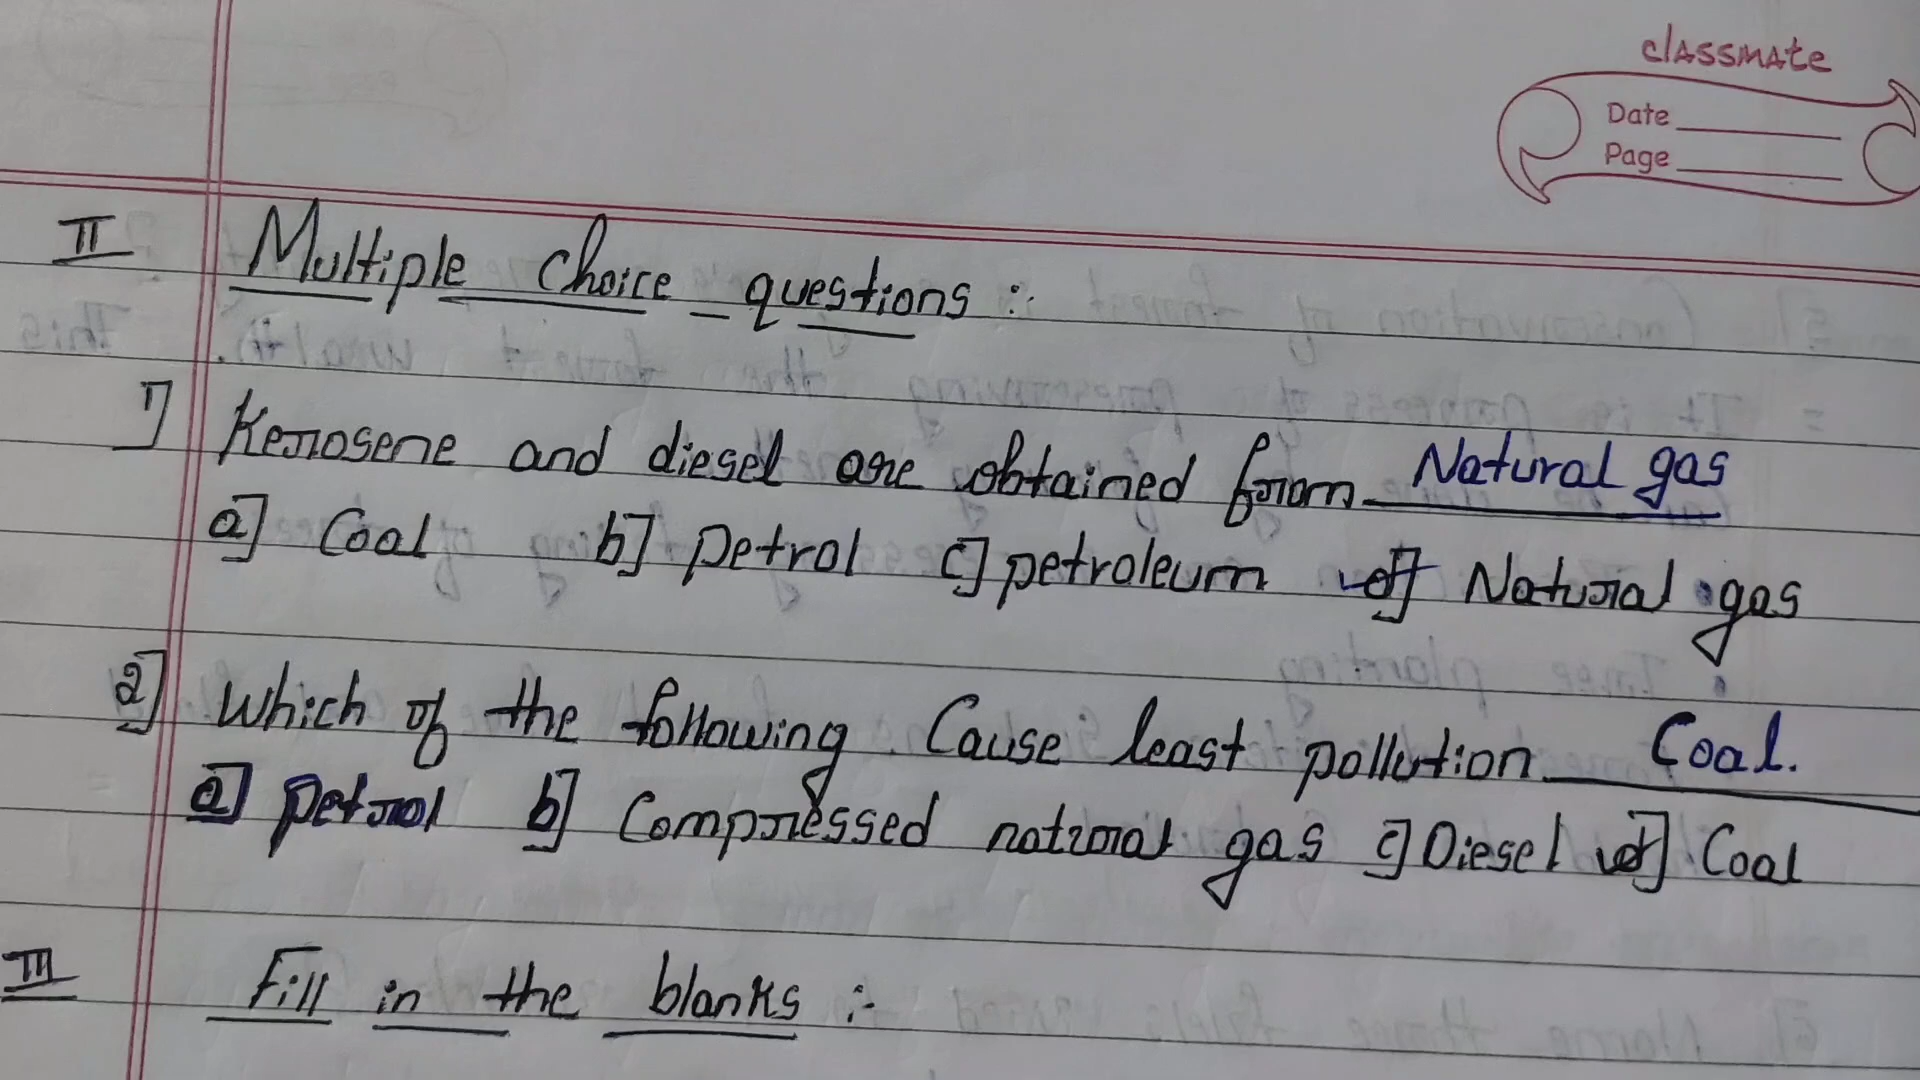 classmate
Date
Page
II Multiple choice questions :-
1] Kerosene and diesel are obtained from Natural gas
a] Coal b] petrol c] petroleum d] Natural gas
2] Which of the following Cause least pollution Coal.
a] petrol b] Compressed natural gas c] Diesel d] Coal
III Fill in the blanks :-